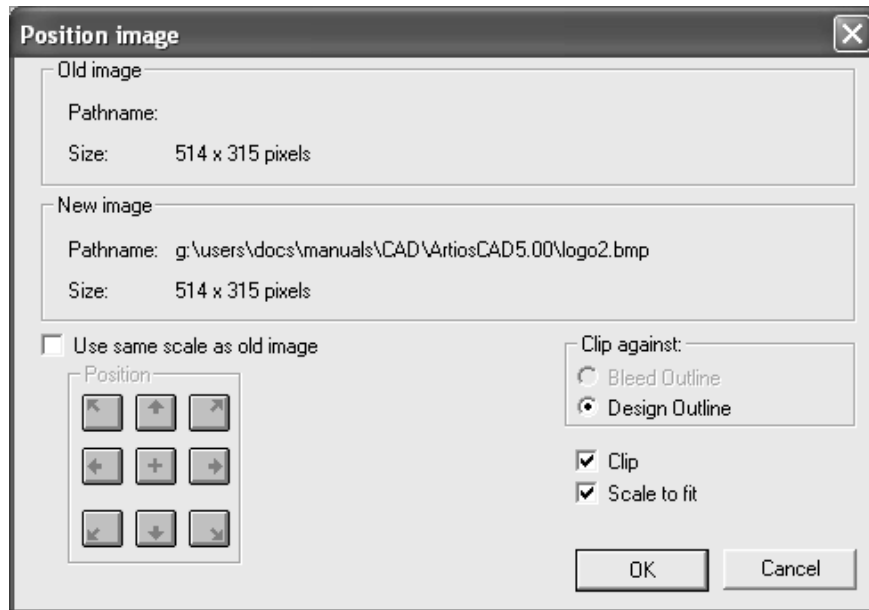 Position image
Old image
Pathname:
Size: 514 x 315 pixels
New image
Pathname: g:\users\docs\manuals\CAD\ArtiosCAD5.00\logo2.bmp
Size: 514 x 315 pixels
Use same scale as old image
Position
Clip against:
Bleed Outline
Design Outline
Clip
Scale to fit
OK
Cancel